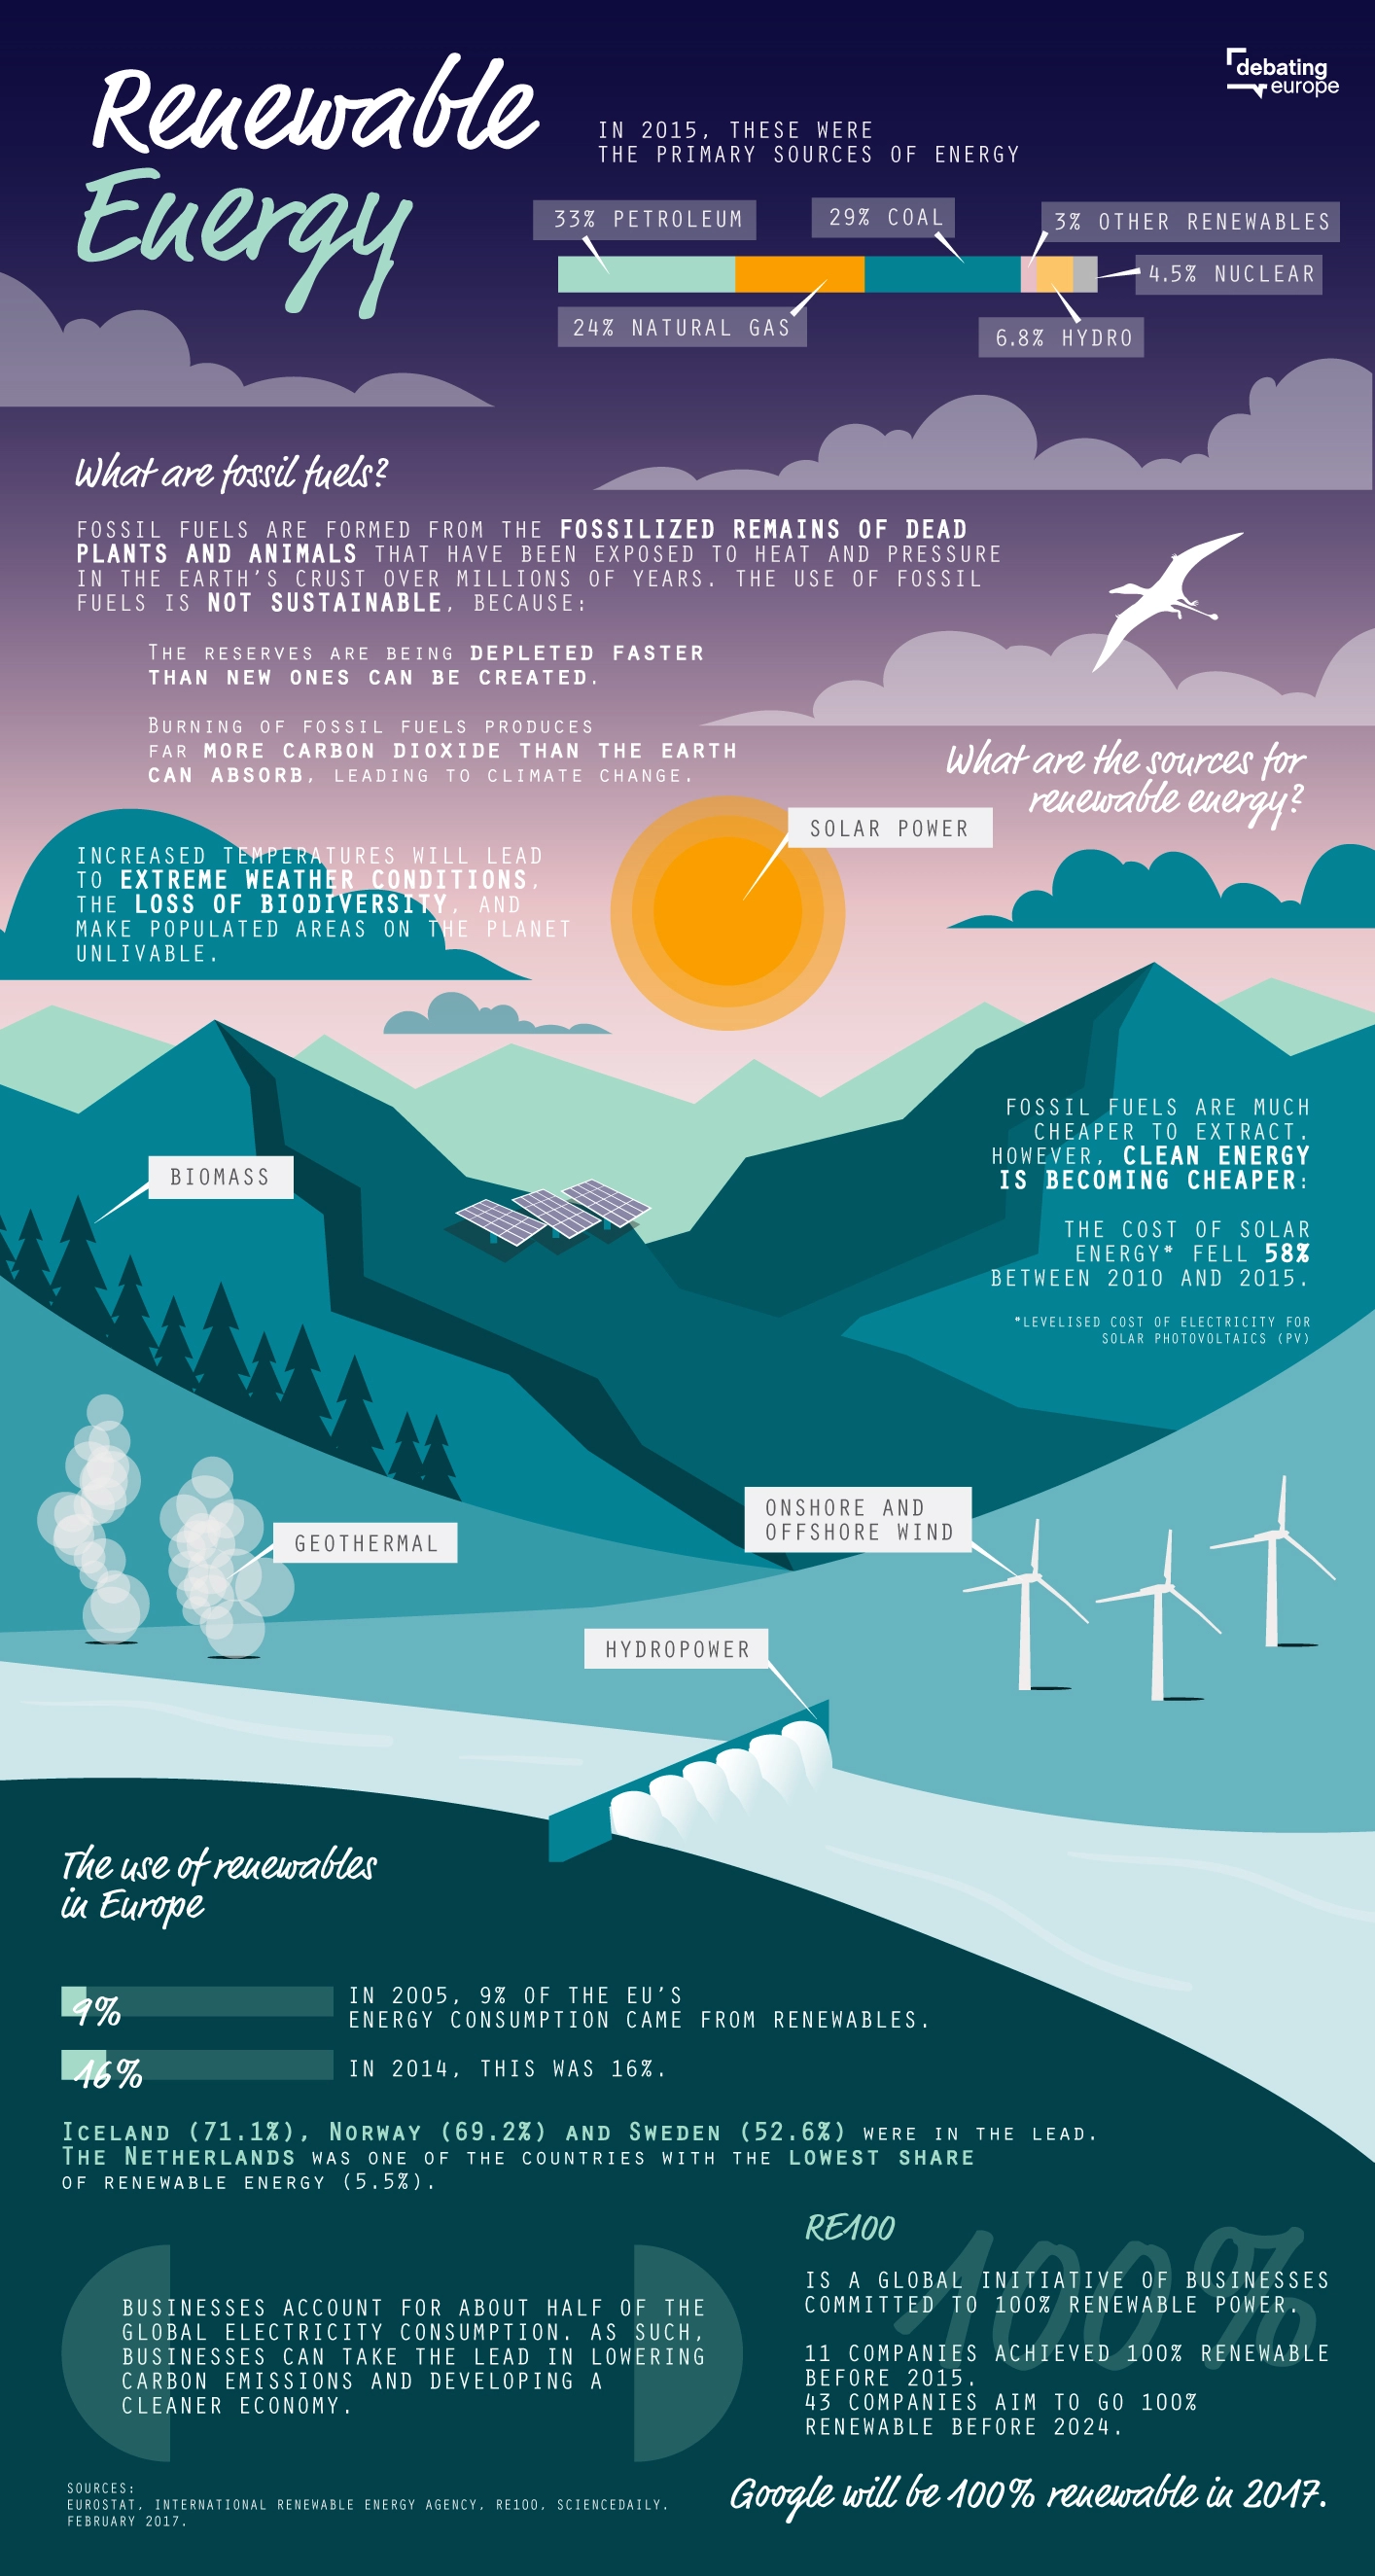 Renewable
Energy
debating
europe
IN 2015, THESE WERE
THE PRIMARY SOURCES OF ENERGY
33% PETROLEUM
29% COAL
3% OTHER RENEWABLES
4.5% NUCLEAR
24% NATURAL GAS
6.8% HYDRO
What are fossil fuels?
FOSSIL FUELS ARE FORMED FROM THE FOSSILIZED REMAINS OF DEAD
PLANTS AND ANIMALS THAT HAVE BEEN EXPOSED TO HEAT AND PRESSURE
IN THE EARTH'S CRUST OVER MILLIONS OF YEARS. THE USE OF FOSSIL
FUELS IS NOT SUSTAINABLE, BECAUSE:
THE RESERVES ARE BEING DEPLETED FASTER
THAN NEW ONES CAN BE CREATED.
BURNING OF FOSSIL FUELS PRODUCES
FAR MORE CARBON DIOXIDE THAN THE EARTH
CAN ABSORB, LEADING TO CLIMATE CHANGE.
INCREASED TEMPERATURES WILL LEAD
TO EXTREME WEATHER CONDITIONS,
THE LOSS OF BIODIVERSITY, AND
MAKE POPULATED AREAS ON THE PLANET
UNLIVABLE.
What are the sources for
renewable energy?
SOLAR POWER
BIOMASS
FOSSIL FUELS ARE MUCH
CHEAPER TO EXTRACT.
HOWEVER, CLEAN ENERGY
IS BECOMING CHEAPER:
THE COST OF SOLAR
ENERGY* FELL 58%
BETWEEN 2010 AND 2015.
*LEVELISED COST OF ELECTRICITY FOR
SOLAR PHOTOVOLTAICS (PV)
GEOTHERMAL
ONSHORE AND
OFFSHORE WIND
HYDROPOWER
The use of renewables
in Europe
9%
IN 2005, 9% OF THE EU'S
ENERGY CONSUMPTION CAME FROM RENEWABLES.
16%
IN 2014, THIS WAS 16%.
ICELAND (71.1%), NORWAY (69.2%) AND SWEDEN (52.6%) WERE IN THE LEAD.
THE NETHERLANDS WAS ONE OF THE COUNTRIES WITH THE LOWEST SHARE
OF RENEWABLE ENERGY (5.5%).
BUSINESSES ACCOUNT FOR ABOUT HALF OF THE
GLOBAL ELECTRICITY CONSUMPTION. AS SUCH,
BUSINESSES CAN TAKE THE LEAD IN LOWERING
CARBON EMISSIONS AND DEVELOPING A
CLEANER ECONOMY.
RE100
100%
IS A GLOBAL INITIATIVE OF BUSINESSES
COMMITTED TO 100% RENEWABLE POWER.
11 COMPANIES ACHIEVED 100% RENEWABLE
BEFORE 2015.
43 COMPANIES AIM TO GO 100%
RENEWABLE BEFORE 2024.
Google will be 100% renewable in 2017.
SOURCES:
EUROSTAT, INTERNATIONAL RENEWABLE ENERGY AGENCY, RE100, SCIENCEDAILY.
FEBRUARY 2017.